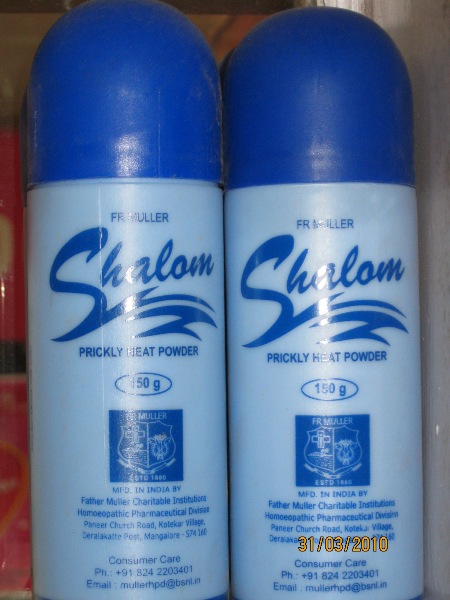 FR MULLER
Shalom
PRICKLY HEAT POWDER
150 g
FR MULLER
ESTD 1880
MFD. IN INDIA BY
Father Muller Charitable Institutions
Homoeopathic Pharmaceutical Division
Paneer Church Road, Kotekar Village,
Deralakatte Post, Mangalore - 574 160
Consumer Care
Ph.: +91 824 2203401
Email : mullerhpd@bsnl.in
FR MULLER
Shalom
PRICKLY HEAT POWDER
150 g
FR MULLER
ESTD 1880
MFD. IN INDIA BY
Father Muller Charitable Institutions
Homoeopathic Pharmaceutical Division
Paneer Church Road, Kotekar Village,
160
Consumer Care
Ph.: +91 824 2203401
Email : mullerhpd@bsnl.in
31/03/2010